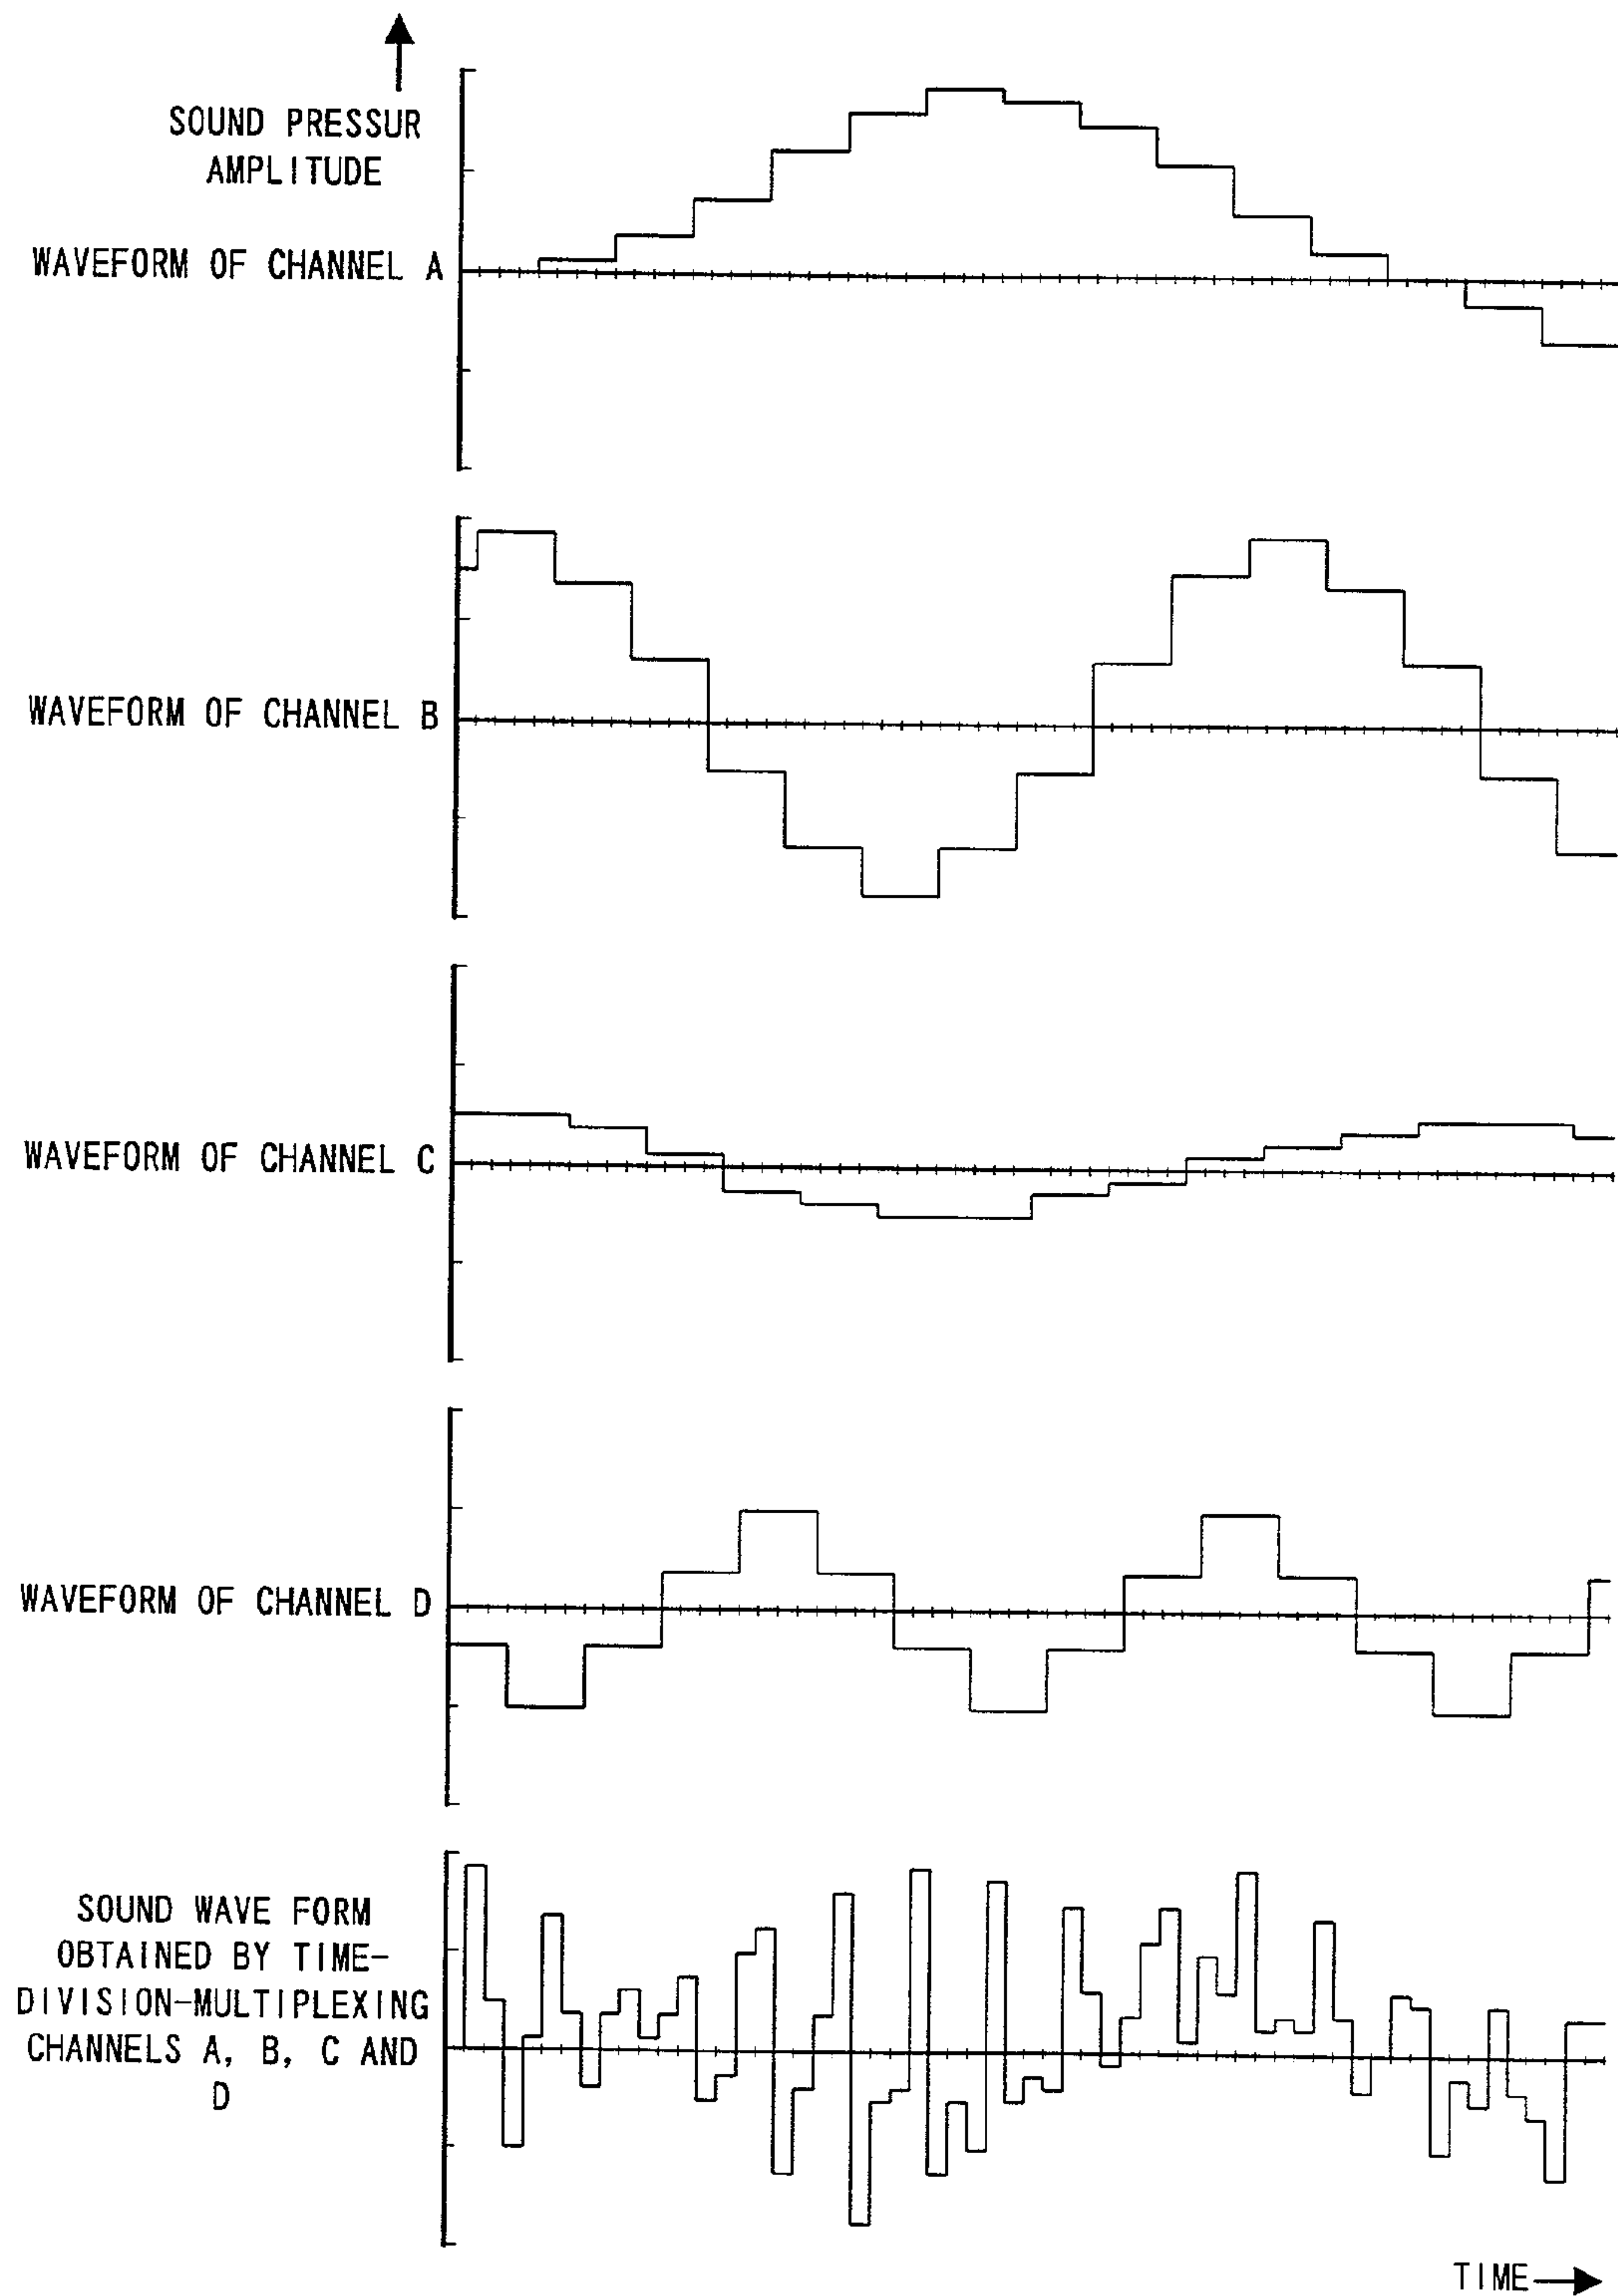 SOUND PRESSUR
AMPLITUDE
WAVEFORM OF CHANNEL A
WAVEFORM OF CHANNEL B
WAVEFORM OF CHANNEL C
WAVEFORM OF CHANNEL D
SOUND WAVE FORM
OBTAINED BY TIME-
DIVISION-MULTIPLEXING
CHANNELS A, B, C AND
D
TIME